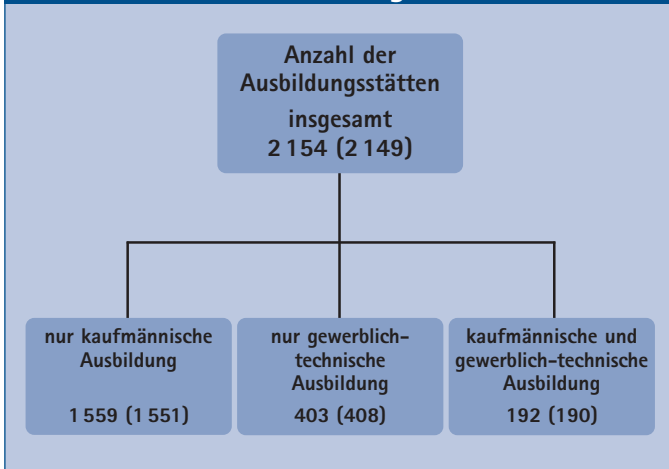 Anzahl der
Ausbildungsstätten
insgesamt
2 154 (2 149)
nur kaufmännische
Ausbildung
1 559 (1 551)
nur gewerblich-
technische
Ausbildung
403 (408)
kaufmännische und
gewerblich-technische
Ausbildung
192 (190)